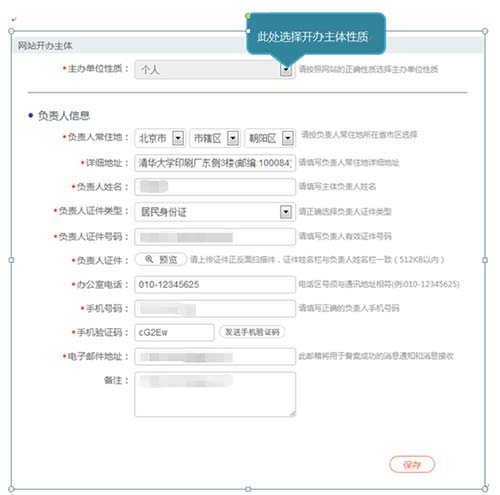 此处选择开办主体性质
网站开办主体
*主办单位性质： 个人 请按照网站的正确性质选择主办单位性质
负责人信息
*负责人常住地： 北京市 市辖区 朝阳区 请按负责人常住地所在省市区选择
*详细地址： 清华大学印刷厂东侧3楼(邮编:100084) 请填写负责人常住地详细地址
*负责人姓名： 请填写主体负责人姓名
*负责人证件类型： 居民身份证 请正确选择负责人证件类型
*负责人证件号码： 请填写负责人有效证件号码
*负责人证件： 预览 请上传证件正反面扫描件，证件姓名栏与负责人姓名栏一致（512KB以内）
*办公室电话： 010-12345625 电话区号须与通讯地址相符(例:010-12345625)
*手机号码： 请填写正确的负责人手机号码
*手机验证码： cG2Ew 发送手机验证码
*电子邮件地址： 此邮箱将用于备案成功的消息通知和消息接收
备注：
保存